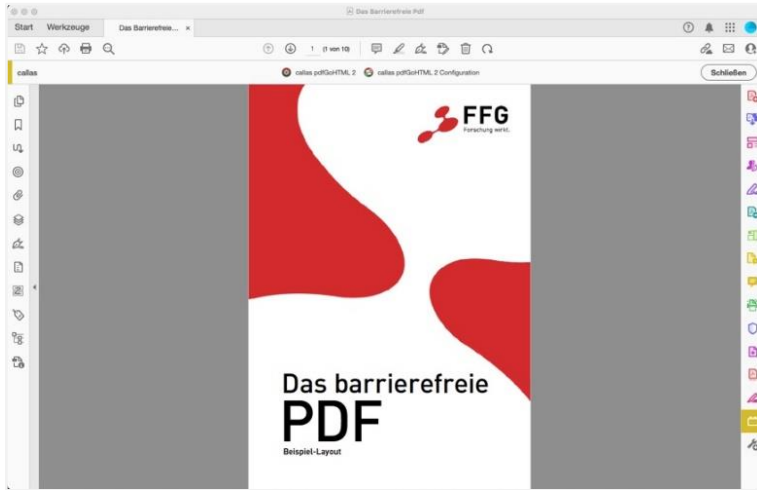 Das Barrierefreie Pdf
Start Werkzeuge Das Barrierefreie... ×
1 (1 von 10)
callas callas pdfGoHTML 2 callas pdfGoHTML 2 Configuration Schließen
FFG
Forschung wirkt.
Das barrierefreie
PDF
Beispiel-Layout